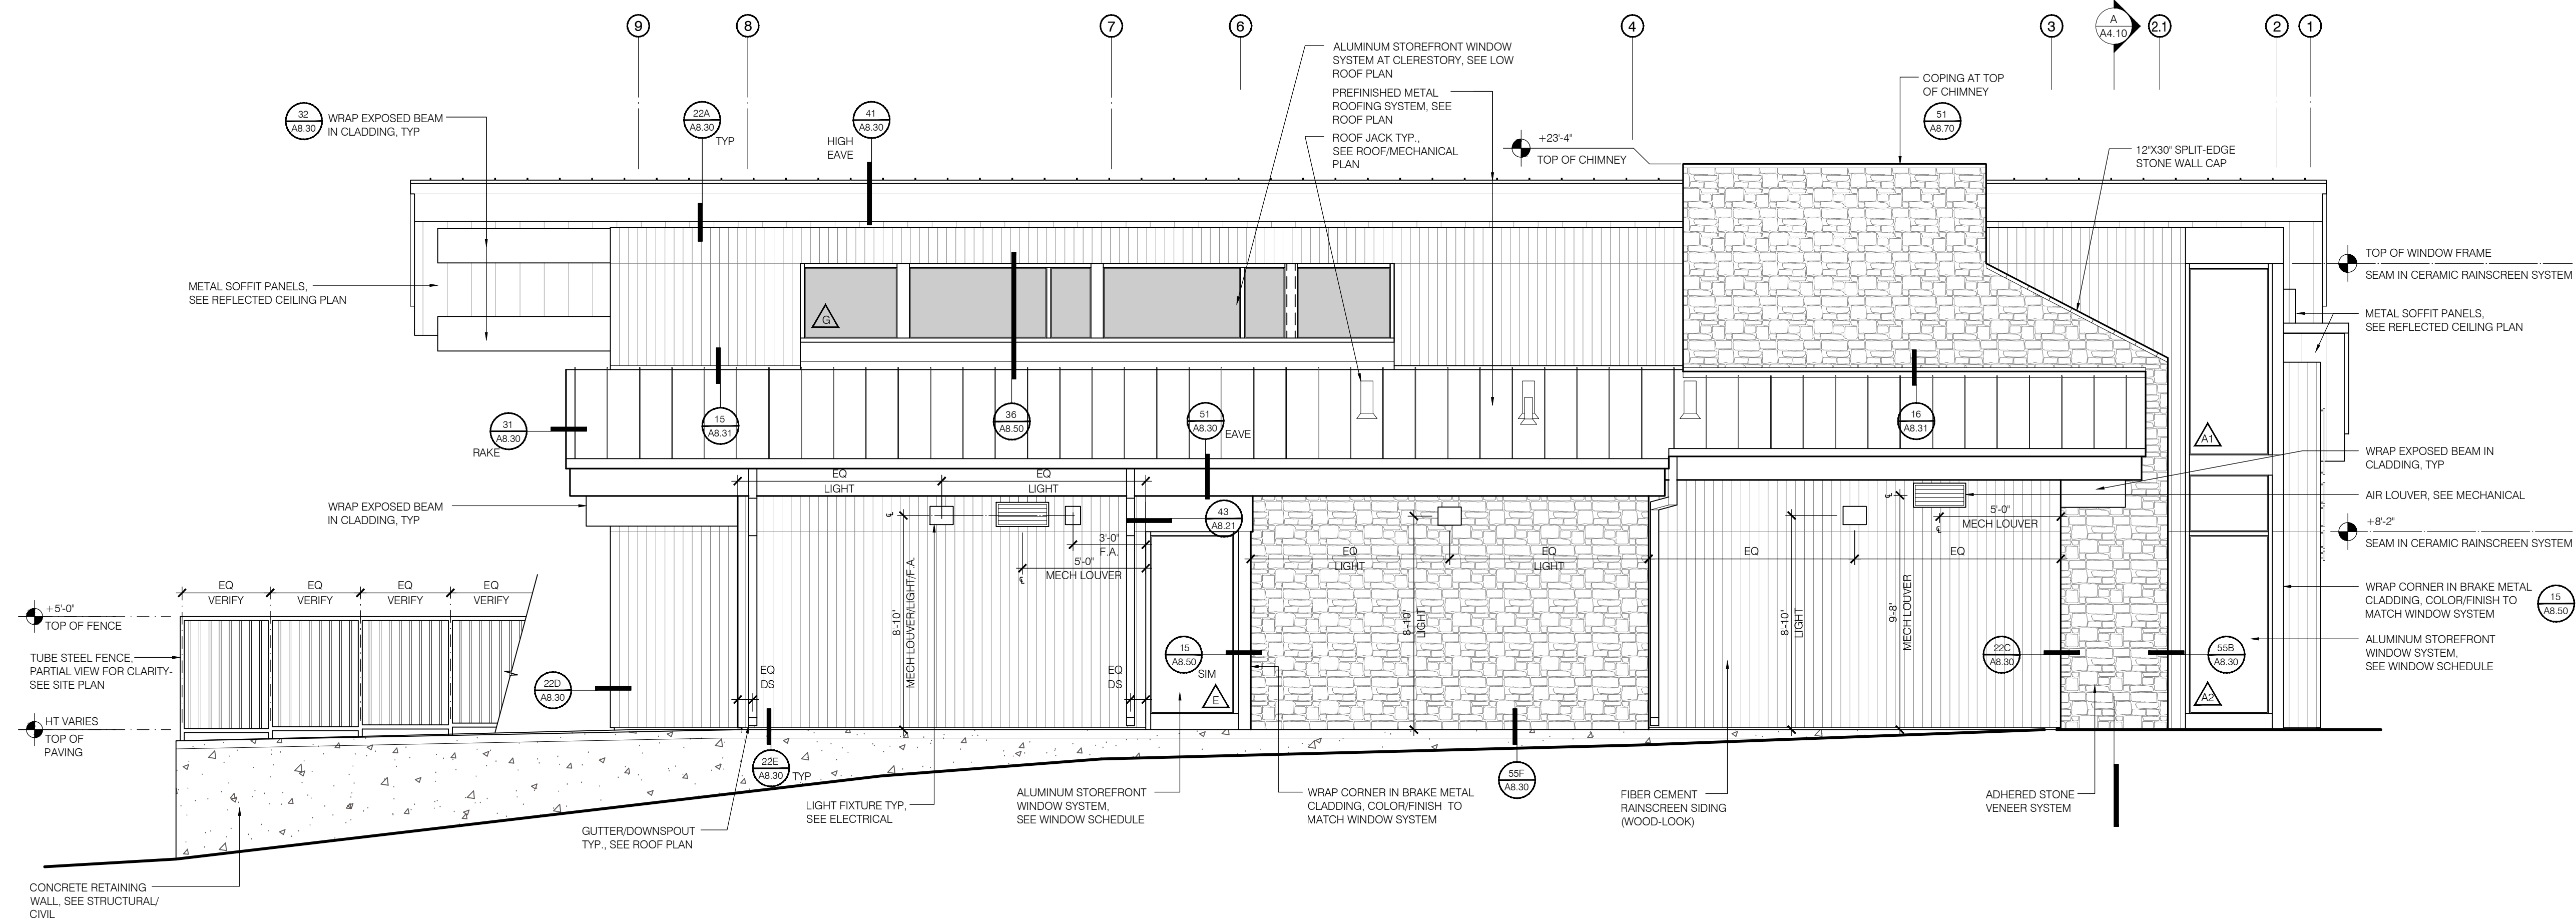 9
8
7
6
4
3
A
A4.10
2.1
2
1
ALUMINUM STOREFRONT WINDOW
SYSTEM AT CLERESTORY, SEE LOW
ROOF PLAN
PREFINISHED METAL
ROOFING SYSTEM, SEE
ROOF PLAN
ROOF JACK TYP.,
SEE ROOF/MECHANICAL
PLAN
COPING AT TOP
OF CHIMNEY
51
A8.70
+23'-4"
TOP OF CHIMNEY
12"X30" SPLIT-EDGE
STONE WALL CAP
32
A8.30
WRAP EXPOSED BEAM
IN CLADDING, TYP
22A
A8.30
TYP
41
A8.30
HIGH
EAVE
METAL SOFFIT PANELS,
SEE REFLECTED CEILING PLAN
G
TOP OF WINDOW FRAME
SEAM IN CERAMIC RAINSCREEN SYSTEM
METAL SOFFIT PANELS,
SEE REFLECTED CEILING PLAN
31
A8.30
RAKE
15
A8.31
36
A8.50
51
A8.30
EAVE
16
A8.31
A1
WRAP EXPOSED BEAM IN
CLADDING, TYP
AIR LOUVER, SEE MECHANICAL
+8'-2"
SEAM IN CERAMIC RAINSCREEN SYSTEM
WRAP EXPOSED BEAM
IN CLADDING, TYP
EQ
LIGHT
EQ
LIGHT
43
A8.21
3'-0"
F.A.
5'-0"
MECH LOUVER
8'-10"
MECH LOUVER/LIGHT/F.A.
EQ
LIGHT
EQ
LIGHT
8'-10"
LIGHT
EQ
EQ
8'-10"
LIGHT
9'-8"
MECH LOUVER
5'-0"
MECH LOUVER
EQ
VERIFY
EQ
VERIFY
EQ
VERIFY
EQ
VERIFY
+5'-0"
TOP OF FENCE
TUBE STEEL FENCE,
PARTIAL VIEW FOR CLARITY-
SEE SITE PLAN
HT VARIES
TOP OF
PAVING
22D
A8.30
EQ
DS
EQ
DS
15
A8.50
SIM
E
22C
A8.30
55B
A8.30
A2
WRAP CORNER IN BRAKE METAL
CLADDING, COLOR/FINISH TO
MATCH WINDOW SYSTEM
15
A8.50
ALUMINUM STOREFRONT
WINDOW SYSTEM,
SEE WINDOW SCHEDULE
22E
A8.30
TYP
55F
A8.30
GUTTER/DOWNSPOUT
TYP., SEE ROOF PLAN
LIGHT FIXTURE TYP,
SEE ELECTRICAL
ALUMINUM STOREFRONT
WINDOW SYSTEM,
SEE WINDOW SCHEDULE
WRAP CORNER IN BRAKE METAL
CLADDING, COLOR/FINISH TO
MATCH WINDOW SYSTEM
FIBER CEMENT
RAINSCREEN SIDING
(WOOD-LOOK)
ADHERED STONE
VENEER SYSTEM
CONCRETE RETAINING
WALL, SEE STRUCTURAL/
CIVIL